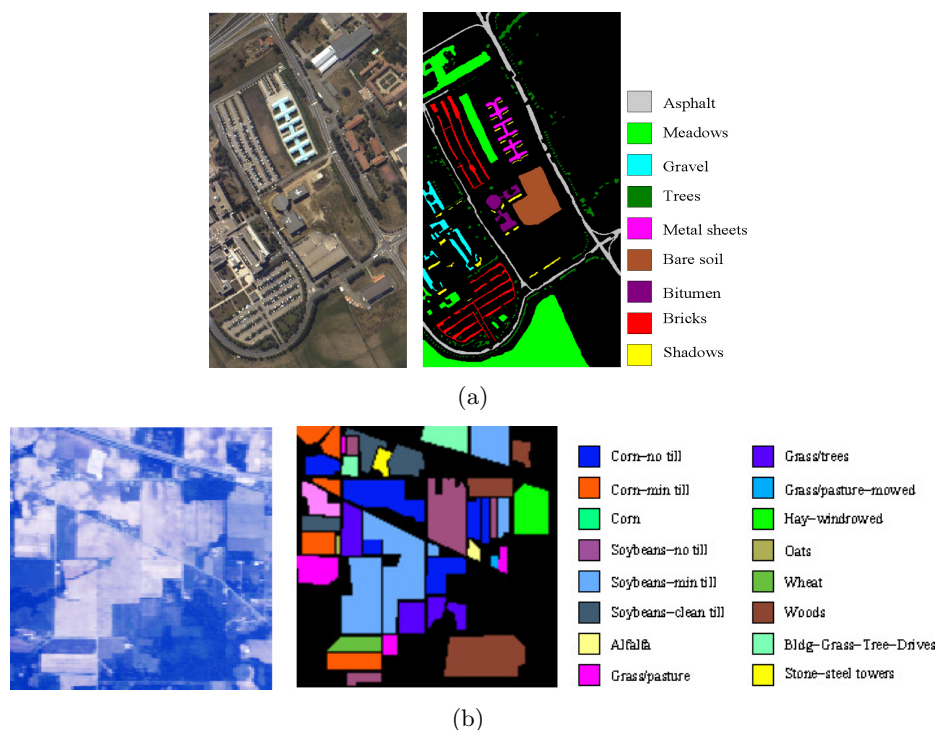 Asphalt
Meadows
Gravel
Trees
Metal sheets
Bare soil
Bitumen
Bricks
Shadows
(a)
Corn–no till
Corn–min till
Corn
Soybeans–no till
Soybeans–min till
Soybeans–clean till
Alfalfa
Grass/pasture
Grass/trees
Grass/pasture–mowed
Hay–windrowed
Oats
Wheat
Woods
Bldg–Grass–Tree–Drives
Stone–steel towers
(b)